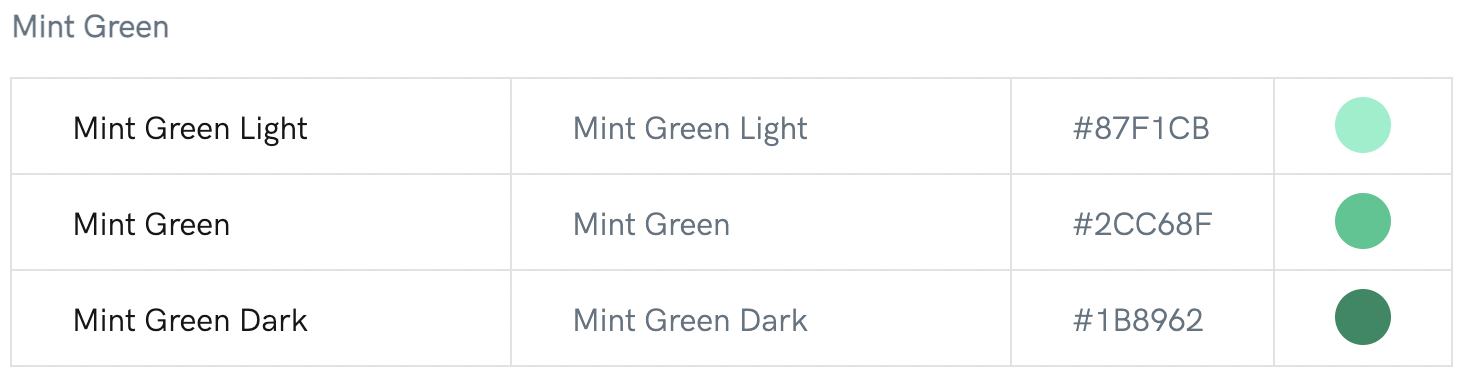 Mint Green
Mint Green Light Mint Green Light #87F1CB
Mint Green Mint Green #2CC68F
Mint Green Dark Mint Green Dark #1B8962